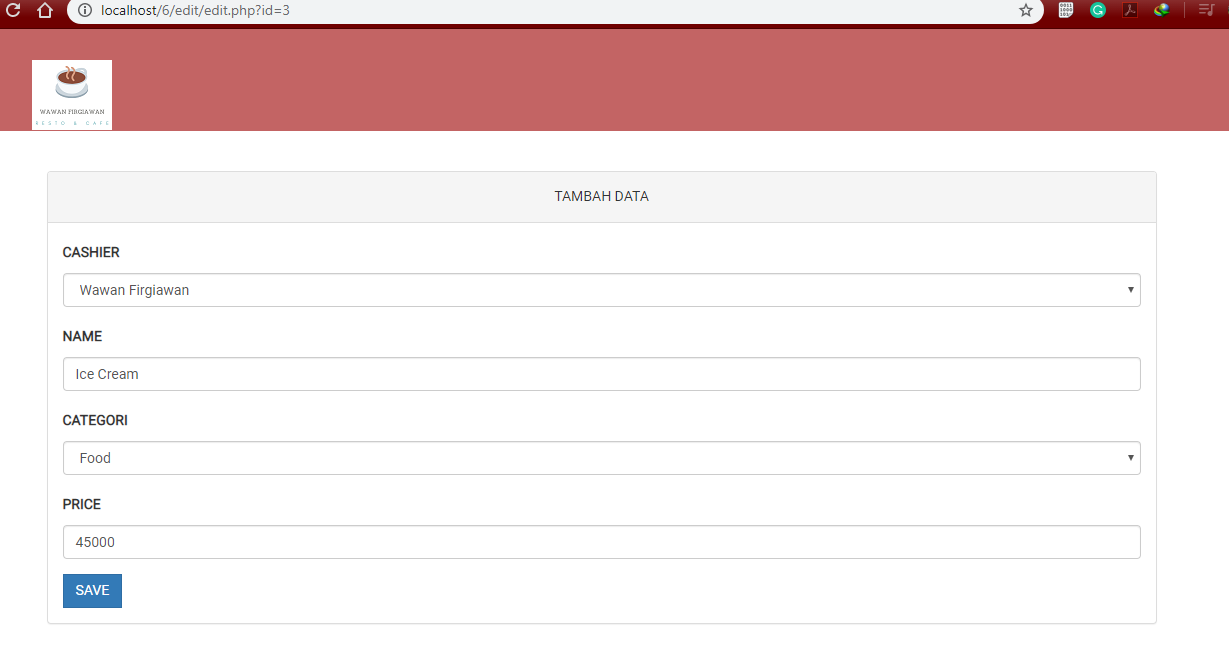 localhost/6/edit/edit.php?id=3
WAWAN FIRGIAWAN
RESTO & CAFE
TAMBAH DATA
CASHIER
Wawan Firgiawan
NAME
Ice Cream
CATEGORI
Food
PRICE
45000
SAVE